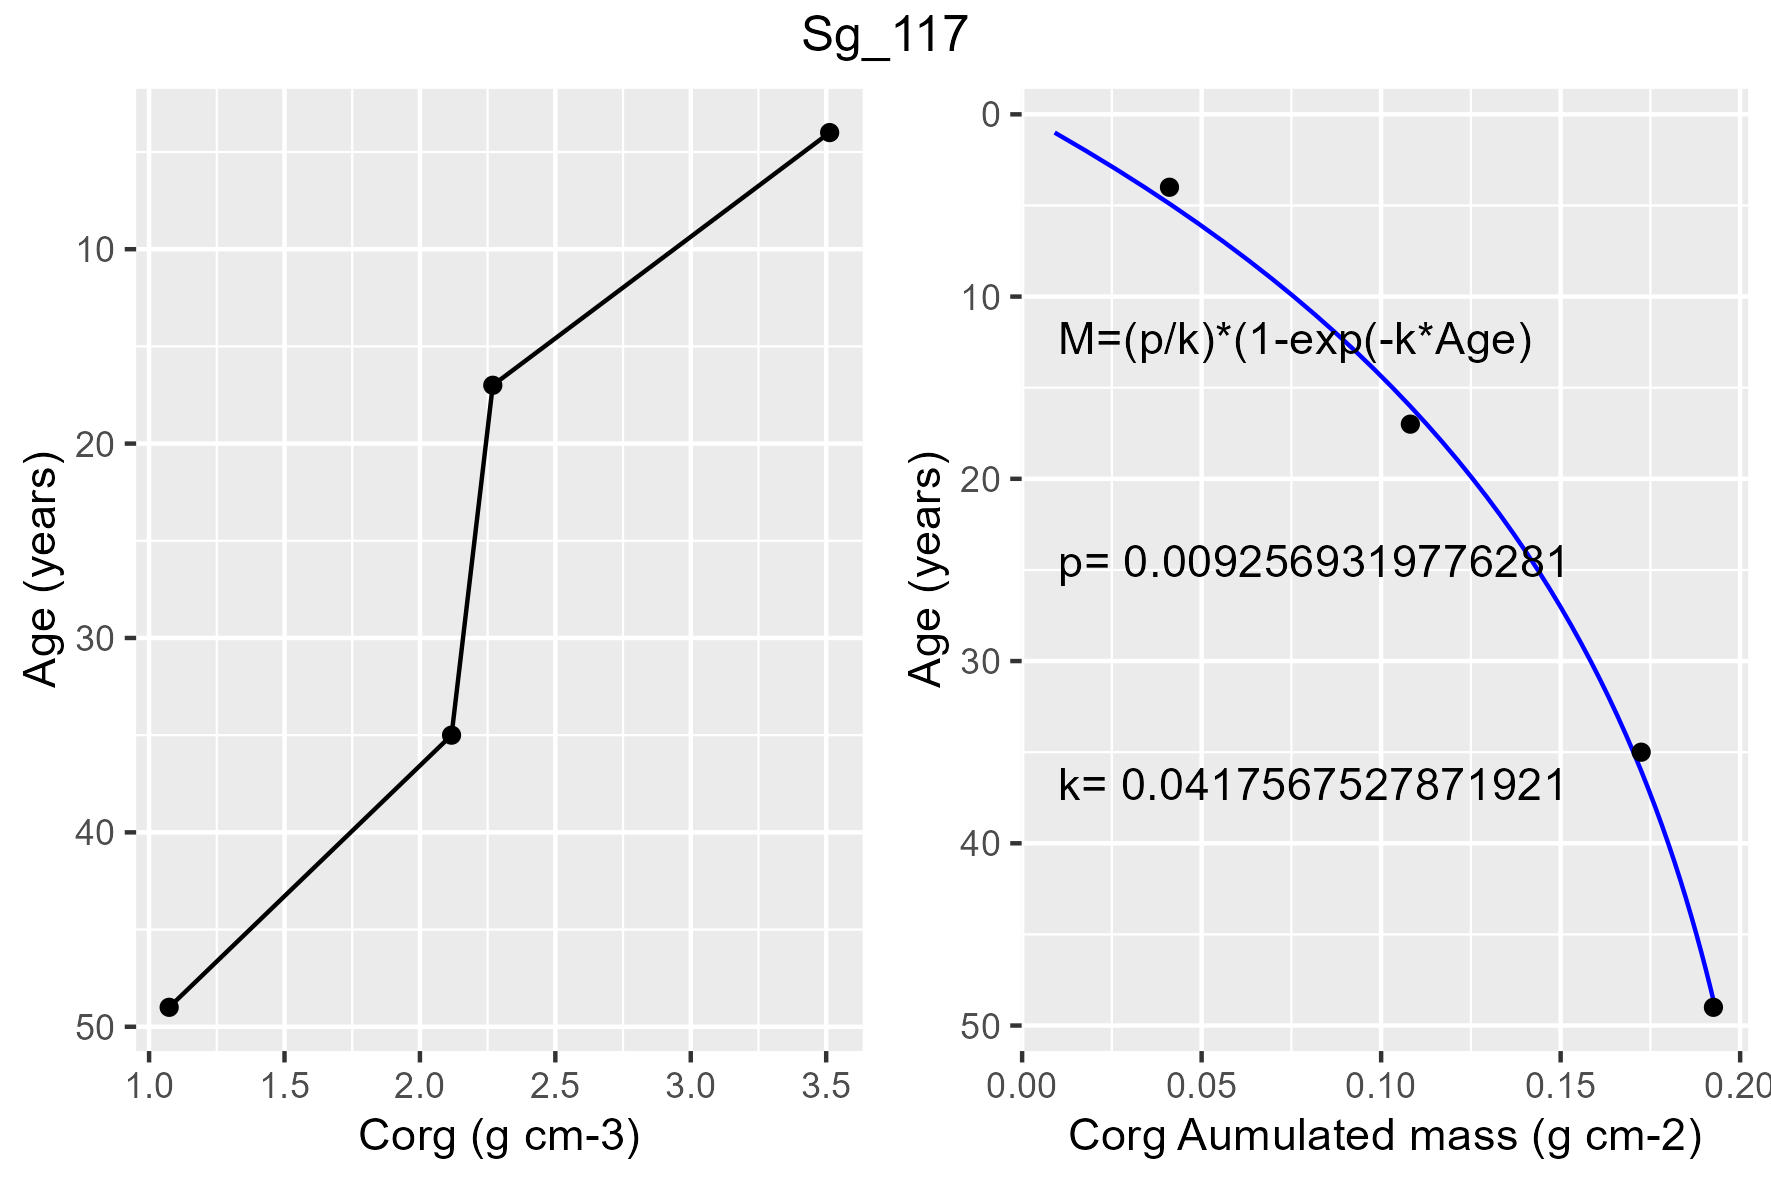 Sg_117
Age (years)
10
20
30
40
50
1.0 1.5 2.0 2.5 3.0 3.5
Corg (g cm-3)
Age (years)
0
10
20
30
40
50
M=(p/k)*(1-exp(-k*Age)
p= 0.0092569319776281
k= 0.0417567527871921
0.00 0.05 0.10 0.15 0.20
Corg Aumulated mass (g cm-2)